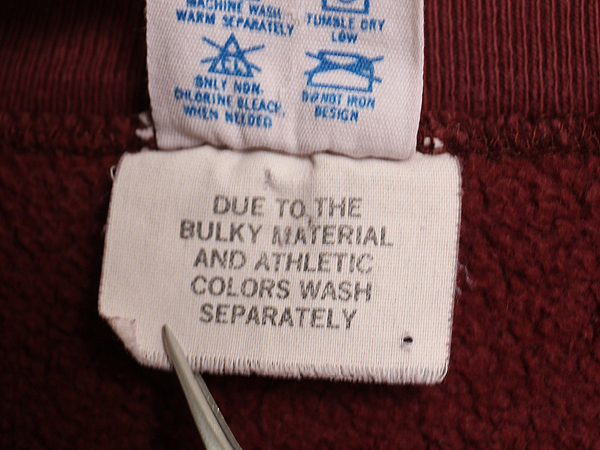 MACHINE WASH
WARM SEPARATELY
TUMBLE DRY
LOW
CL
ONLY NON-
CHLORINE BLEACH,
WHEN NEEDED
DO NOT IRON
DESIGN
DUE TO THE
BULKY MATERIAL
AND ATHLETIC
COLORS WASH
SEPARATELY